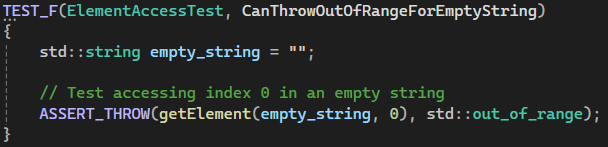 TEST_F(ElementAccessTest, CanThrowOutOfRangeForEmptyString)
{
    std::string empty_string = "";
    // Test accessing index 0 in an empty string
    ASSERT_THROW(getElement(empty_string, 0), std::out_of_range);
}